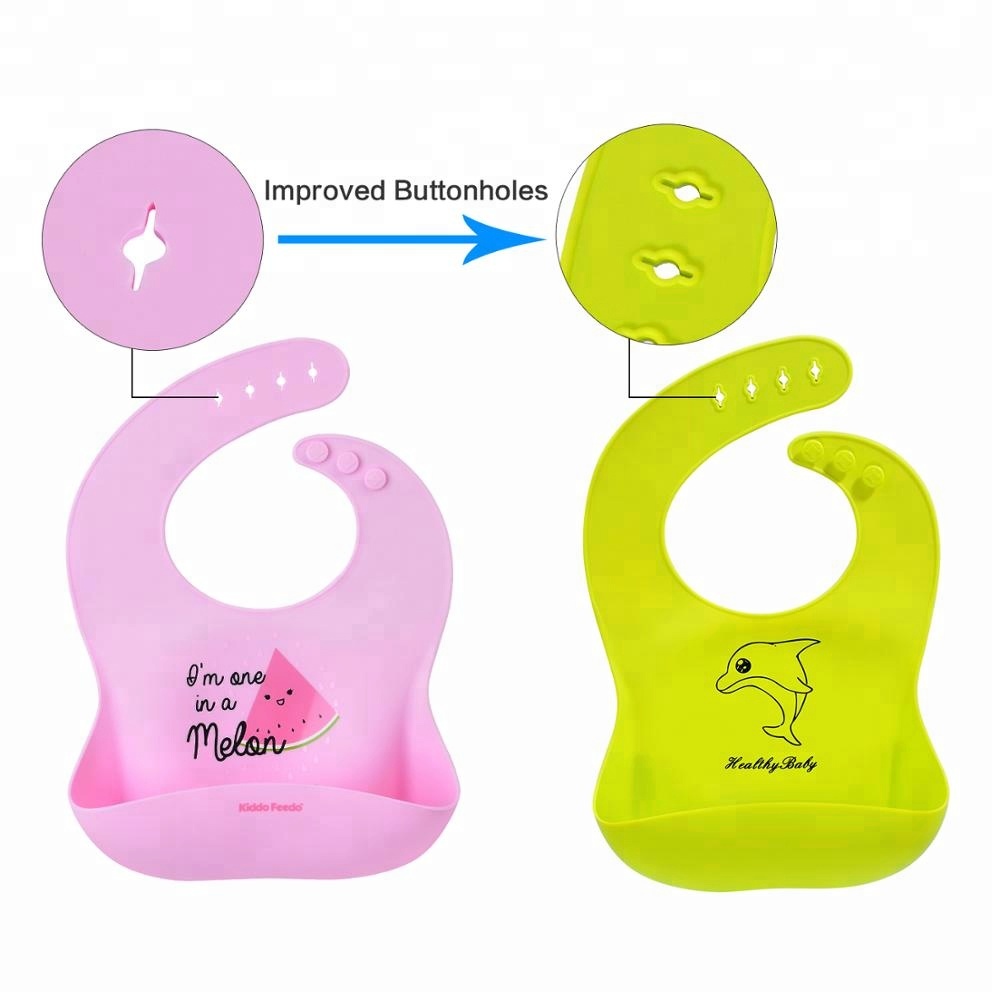 Improved Buttonholes
I'm one
in a
Melon
Kiddo Feedo
HealthyBaby